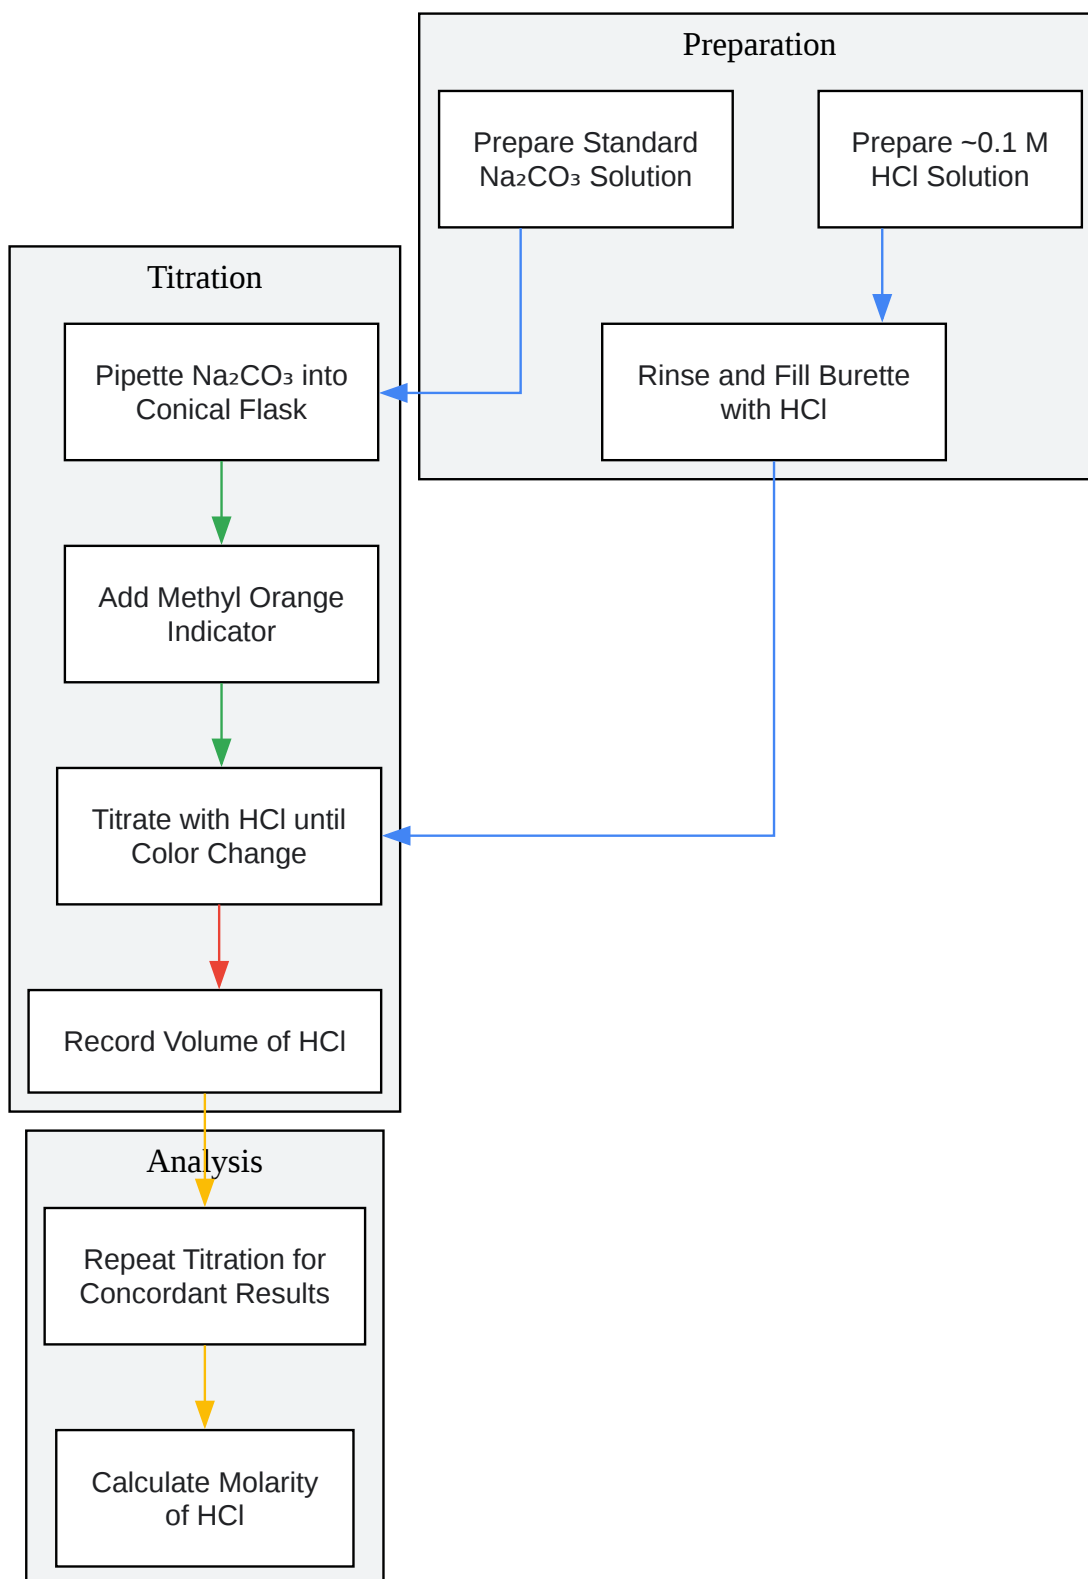 Preparation
Prepare Standard
Na₂CO₃ Solution
Prepare ~0.1 M
HCl Solution
Rinse and Fill Burette
with HCl
Titration
Pipette Na₂CO₃ into
Conical Flask
Add Methyl Orange
Indicator
Titrate with HCl until
Color Change
Record Volume of HCl
Analysis
Repeat Titration for
Concordant Results
Calculate Molarity
of HCl